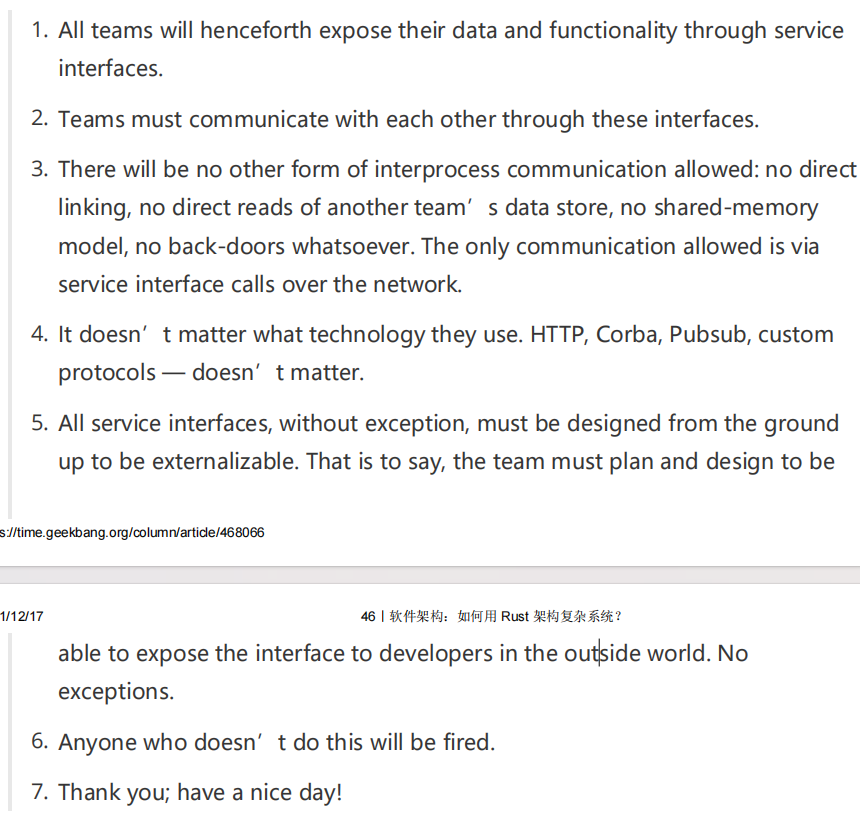 1. All teams will henceforth expose their data and functionality through service
interfaces.
2. Teams must communicate with each other through these interfaces.
3. There will be no other form of interprocess communication allowed: no direct
linking, no direct reads of another team’s data store, no shared-memory
model, no back-doors whatsoever. The only communication allowed is via
service interface calls over the network.
4. It doesn’t matter what technology they use. HTTP, Corba, Pubsub, custom
protocols — doesn’t matter.
5. All service interfaces, without exception, must be designed from the ground
up to be externalizable. That is to say, the team must plan and design to be
s://time.geekbang.org/column/article/468066
1/12/17 46丨软件架构：如何用 Rust 架构复杂系统？
able to expose the interface to developers in the outside world. No
exceptions.
6. Anyone who doesn’t do this will be fired.
7. Thank you; have a nice day!